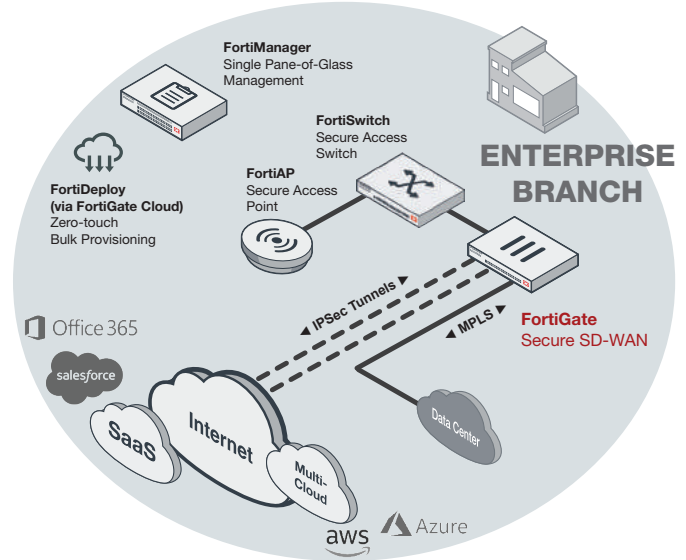 FortiManager
Single Pane-of-Glass
Management
FortiDeploy
(via FortiGate Cloud)
Zero-touch
Bulk Provisioning
FortiSwitch
Secure Access
Switch
FortiAP
Secure Access
Point
ENTERPRISE
BRANCH
IPSec Tunnels
MPLS
FortiGate
Secure SD-WAN
Office 365
salesforce
SaaS
Internet
Multi-
Cloud
Data Center
aws
Azure